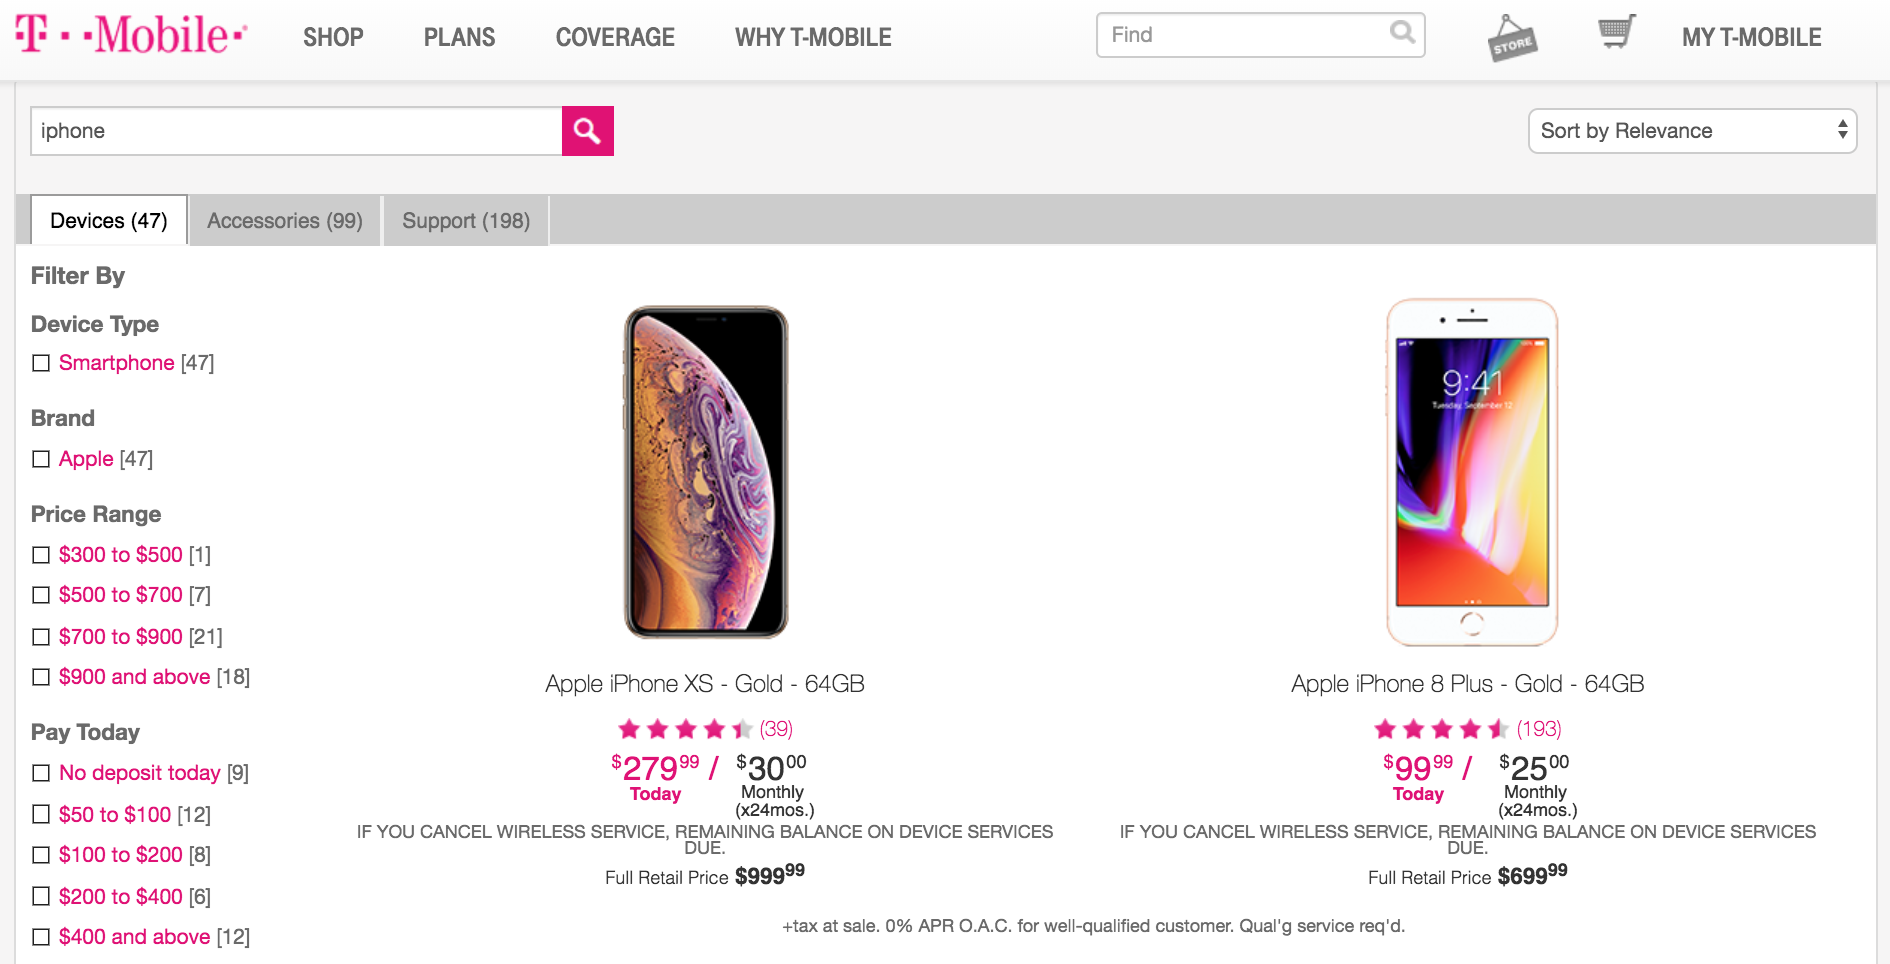 T··Mobile·
SHOP PLANS COVERAGE WHY T-MOBILE Find STORE MY T-MOBILE
iphone Sort by Relevance
Devices (47) Accessories (99) Support (198)
Filter By
Device Type
Smartphone [47]
Brand
Apple [47]
Price Range
$300 to $500 [1]
$500 to $700 [7]
$700 to $900 [21]
$900 and above [18]
Pay Today
No deposit today [9]
$50 to $100 [12]
$100 to $200 [8]
$200 to $400 [6]
$400 and above [12]
Apple iPhone XS - Gold - 64GB
(39)
$279 99 / $30 00
Today Monthly
(x24mos.)
IF YOU CANCEL WIRELESS SERVICE, REMAINING BALANCE ON DEVICE SERVICES
DUE.
Full Retail Price $999 99
9:41
Tuesday, September 12
Apple iPhone 8 Plus - Gold - 64GB
(193)
$99 99 / $25 00
Today Monthly
(x24mos.)
IF YOU CANCEL WIRELESS SERVICE, REMAINING BALANCE ON DEVICE SERVICES
DUE.
Full Retail Price $699 99
+tax at sale. 0% APR O.A.C. for well-qualified customer. Qual'g service req'd.